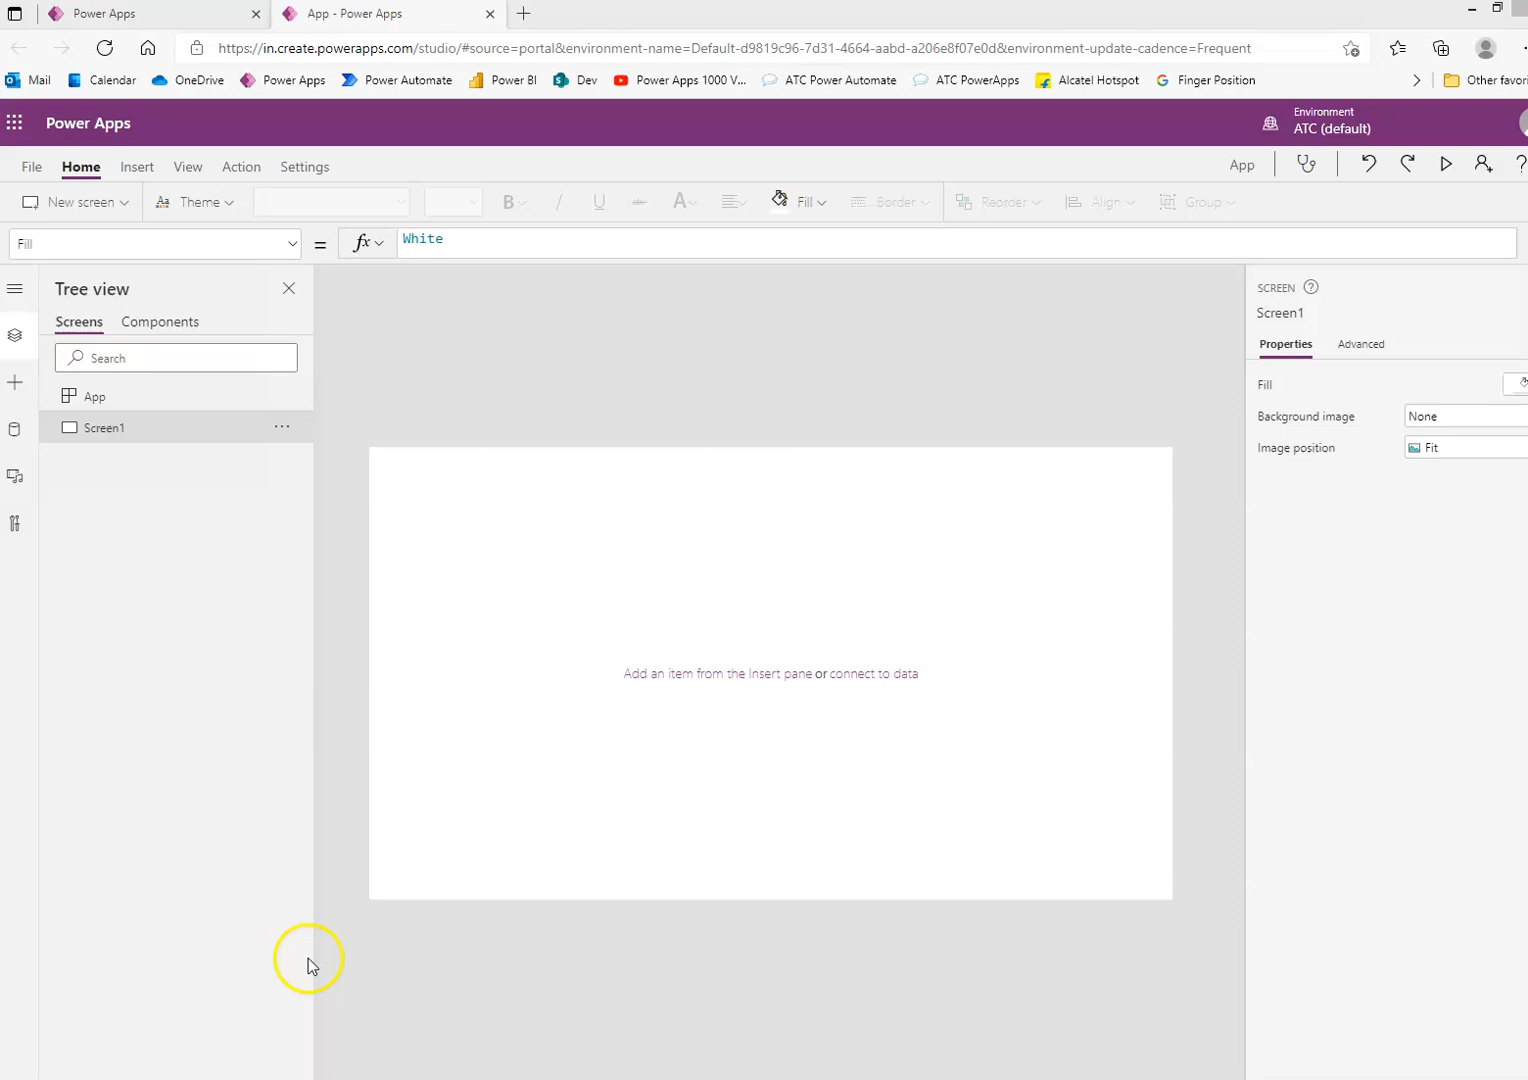 Power Apps
App - Power Apps
https://in.create.powerapps.com/studio/#source=portal&environment-name=Default-d9819c96-7d31-4664-aabd-a206e8f07e0d&environment-update-cadence=Frequent
Mail Calendar OneDrive Power Apps Power Automate Power BI Dev Power Apps 1000 V... ATC Power Automate ATC PowerApps Alcatel Hotspot Finger Position Other favori
Power Apps
Environment
ATC (default)
File Home Insert View Action Settings App
New screen Theme B / U abc A Fill Border Reorder Align Group
Fill = fx White
Tree view
Screens Components
Search
App
Screen1
Add an item from the Insert pane or connect to data
SCREEN
Screen1
Properties Advanced
Fill
Background image None
Image position Fit